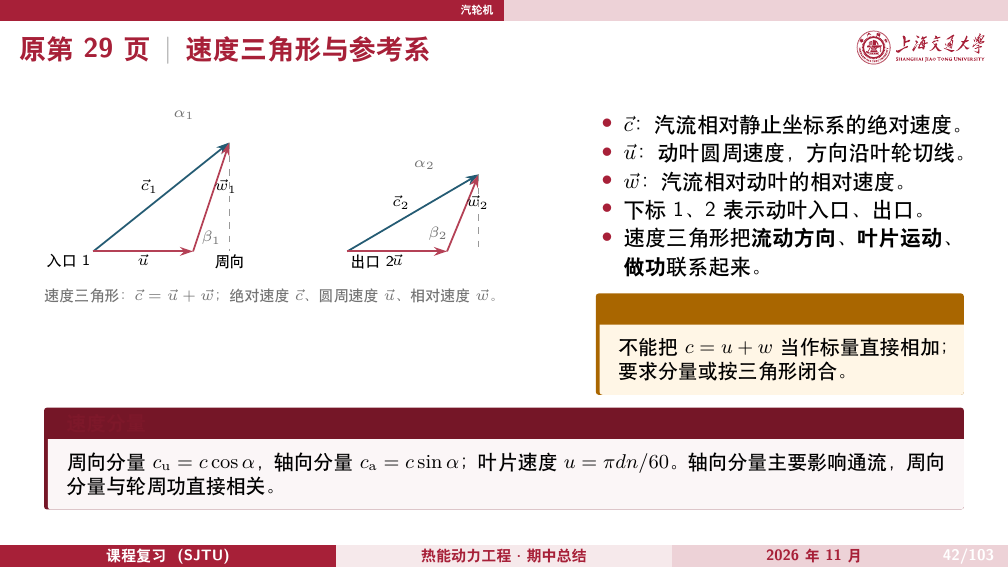 汽轮机
原第 29 页 | 速度三角形与参考系
上海交通大学
SHANGHAI JIAO TONG UNIVERSITY
α₁
c⃗₁
w⃗₁
β₁
入口 1
u⃗
周向
α₂
c⃗₂
w⃗₂
β₂
出口 2u⃗
速度三角形：c⃗ = u⃗ + w⃗；绝对速度 c⃗、圆周速度 u⃗、相对速度 w⃗。
c⃗：汽流相对静止坐标系的绝对速度。
u⃗：动叶圆周速度，方向沿叶轮切线。
w⃗：汽流相对动叶的相对速度。
下标 1、2 表示动叶入口、出口。
速度三角形把流动方向、叶片运动、
做功联系起来。
不能把 c = u + w 当作标量直接相加；
要求分量或按三角形闭合。
速度分量
周向分量 cᵤ = c cos α，轴向分量 cₐ = c sin α；叶片速度 u = πdn/60。轴向分量主要影响通流，周向
分量与轮周功直接相关。
课程复习 (SJTU)
热能动力工程 · 期中总结
2026 年 11 月
42/103